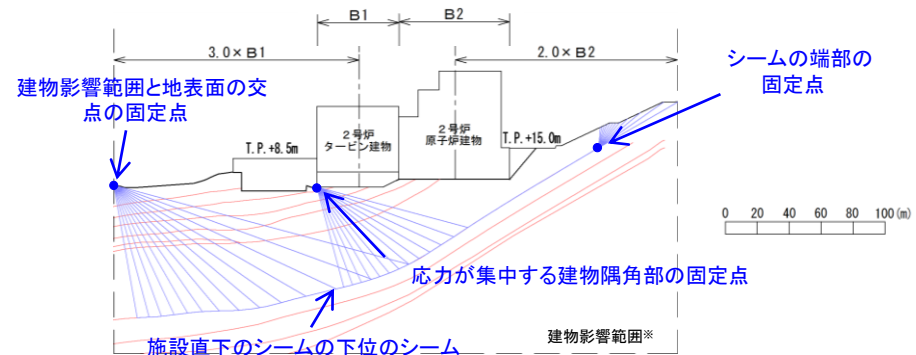 B1
B2
3.0×B1
2.0×B2
シームの端部の
固定点
建物影響範囲と地表面の交
点の固定点
2号炉
タービン建物
2号炉
原子炉建物
T.P.+8.5m
T.P.+15.0m
0 20 40 60 80 100(m)
応力が集中する建物隅角部の固定点
建物影響範囲※
施設直下のシームの下位のシーム